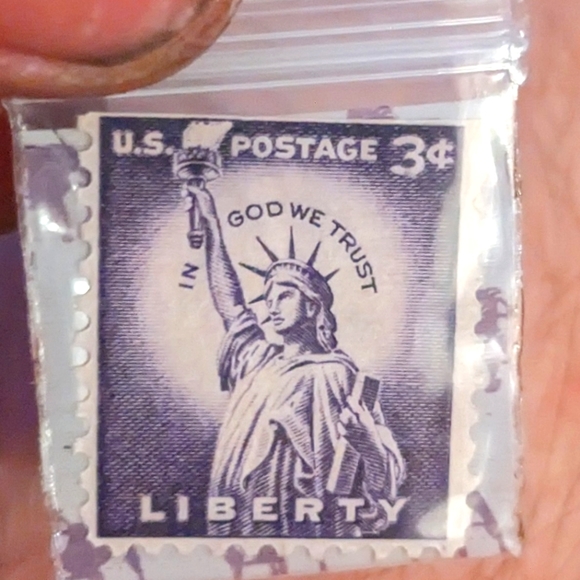 U.S. POSTAGE 3¢
IN GOD WE TRUST
LIBERTY